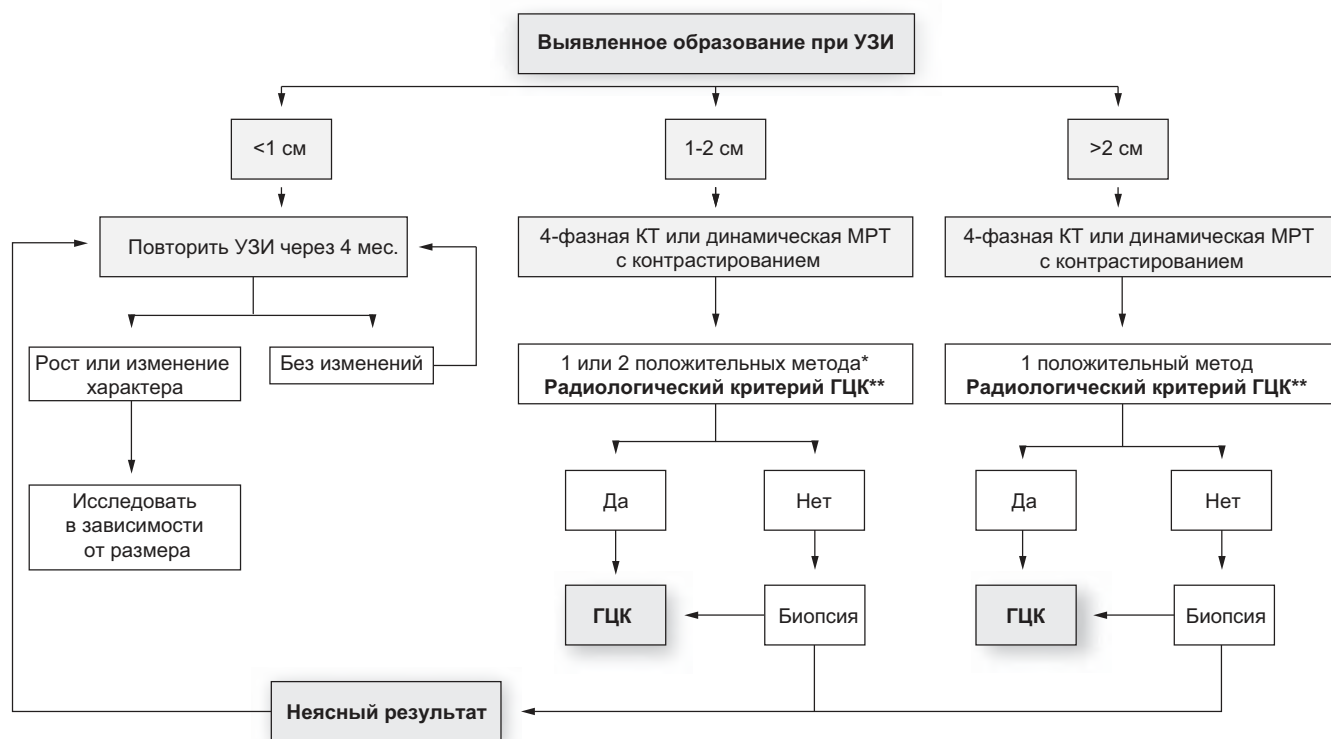 Выявленное образование при УЗИ
<1 см
1-2 см
>2 см
Повторить УЗИ через 4 мес.
4-фазная КТ или динамическая МРТ
с контрастированием
4-фазная КТ или динамическая МРТ
с контрастированием
Рост или изменение
характера
Без изменений
1 или 2 положительных метода*
Радиологический критерий ГЦК**
1 положительный метод
Радиологический критерий ГЦК**
Исследовать
в зависимости
от размера
Да
Нет
Да
Нет
ГЦК
Биопсия
ГЦК
Биопсия
Неясный результат